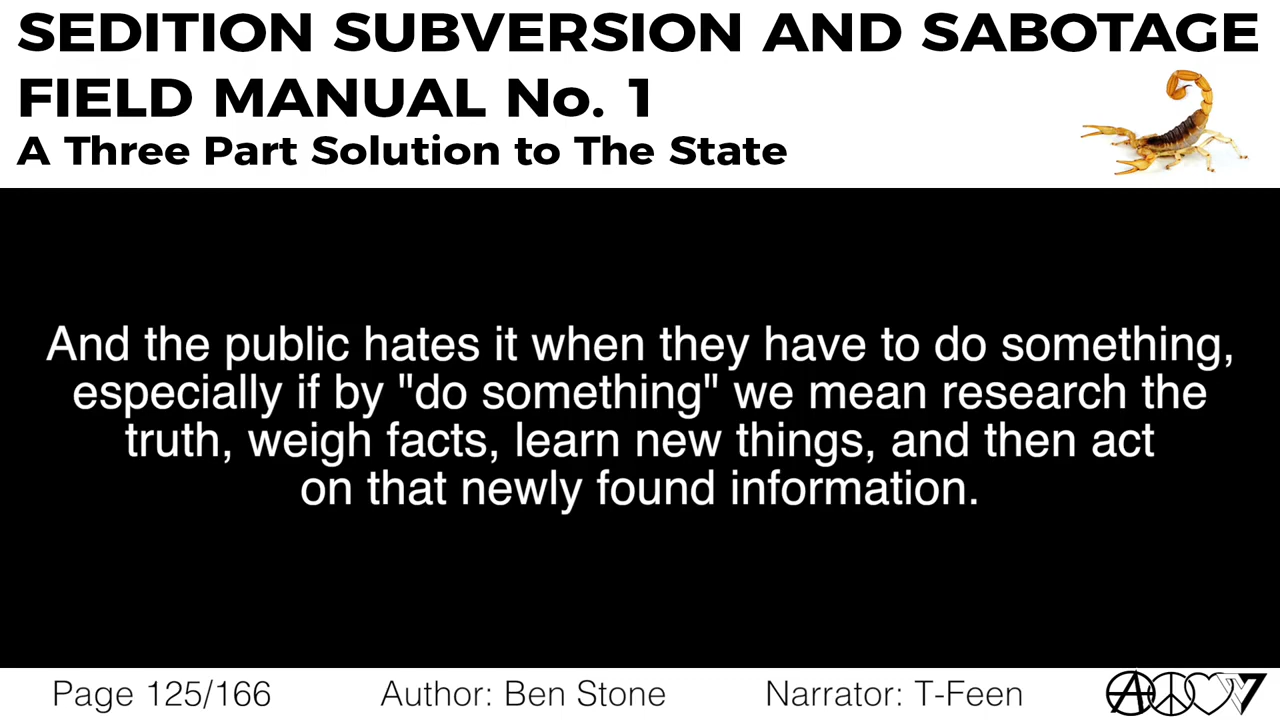 SEDITION SUBVERSION AND SABOTAGE
FIELD MANUAL No. 1
A Three Part Solution to The State
And the public hates it when they have to do something,
especially if by "do something" we mean research the
truth, weigh facts, learn new things, and then act
on that newly found information.
Page 125/166 Author: Ben Stone Narrator: T-Feen